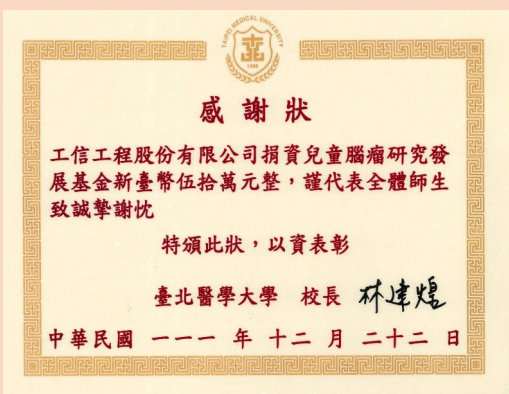 TAIPEI MEDICAL UNIVERSITY
1960
感謝狀
工信工程股份有限公司捐資兒童腦瘤研究發
展基金新臺幣伍拾萬元整，謹代表全體師生
致誠摯謝忱
特頒此狀，以資表彰
臺北醫學大學 校長 林建煌
中華民國 一一一 年 十二 月 二十二 日